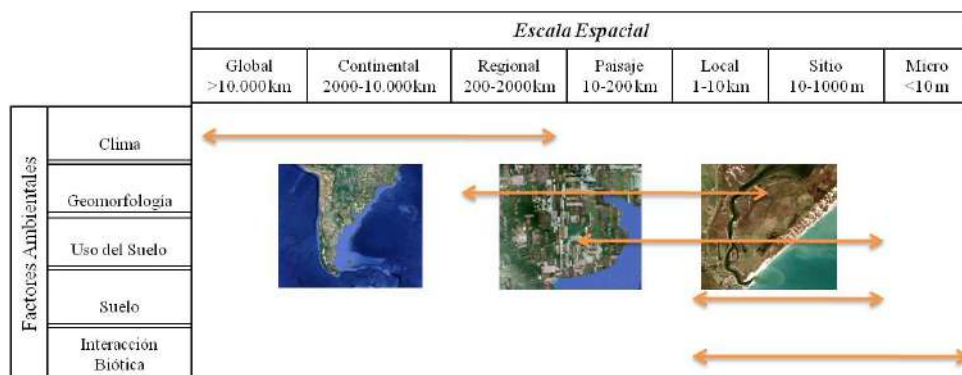 Escala Espacial
Global
>10.000km
Continental
2000-10.000km
Regional
200-2000km
Paisaje
10-200km
Local
1-10km
Sitio
10-1000m
Micro
<10m
Factores Ambientales
Clima
Geomorfología
Uso del Suelo
Suelo
Interacción
Biótica